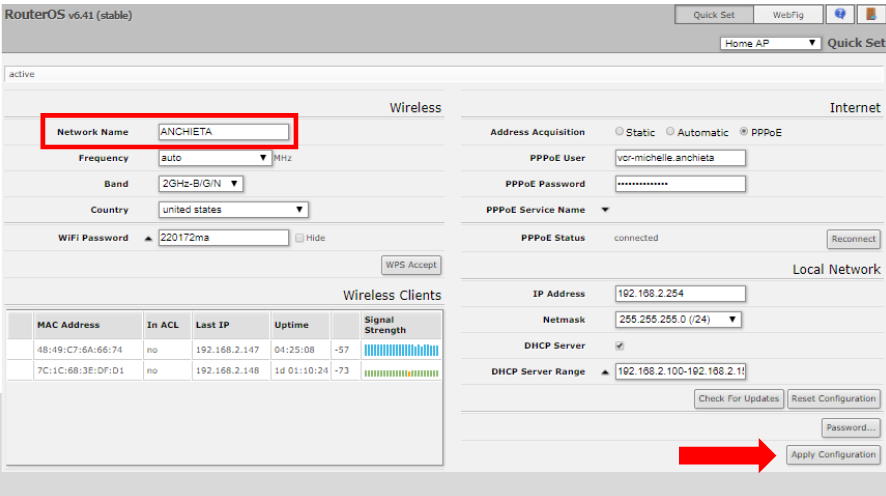 RouterOS v6.41 (stable)
Quick Set WebFig
Home AP Quick Set
active
Wireless
Network Name ANCHIETA
Frequency auto MHz
Band 2GHz-B/G/N
Country united states
WiFi Password 220172ma Hide
WPS Accept
Wireless Clients
MAC Address In ACL Last IP Uptime Signal Strength
48:49:C7:6A:66:74 no 192.168.2.147 04:25:08 -57
7C:1C:68:3E:DF:D1 no 192.168.2.148 1d 01:10:24 -73
Internet
Address Acquisition Static Automatic PPPoE
PPPoE User vcr-michelle.anchieta
PPPoE Password ··············
PPPoE Service Name
PPPoE Status connected Reconnect
Local Network
IP Address 192.168.2.254
Netmask 255.255.255.0 (/24)
DHCP Server
DHCP Server Range 192.168.2.100-192.168.2.1
Check For Updates Reset Configuration
Password...
Apply Configuration